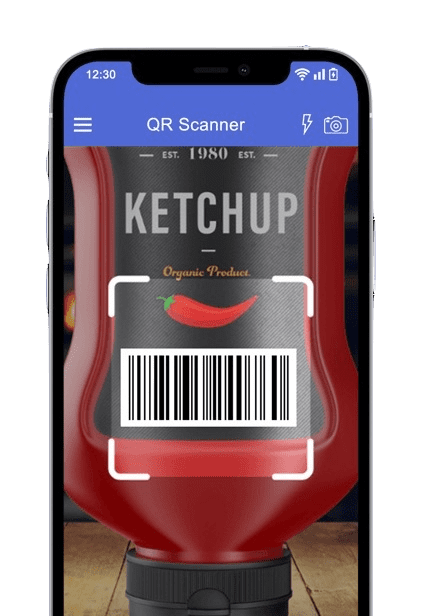 12:30
QR Scanner
EST. 1980 EST.
KETCHUP
Organic Product.